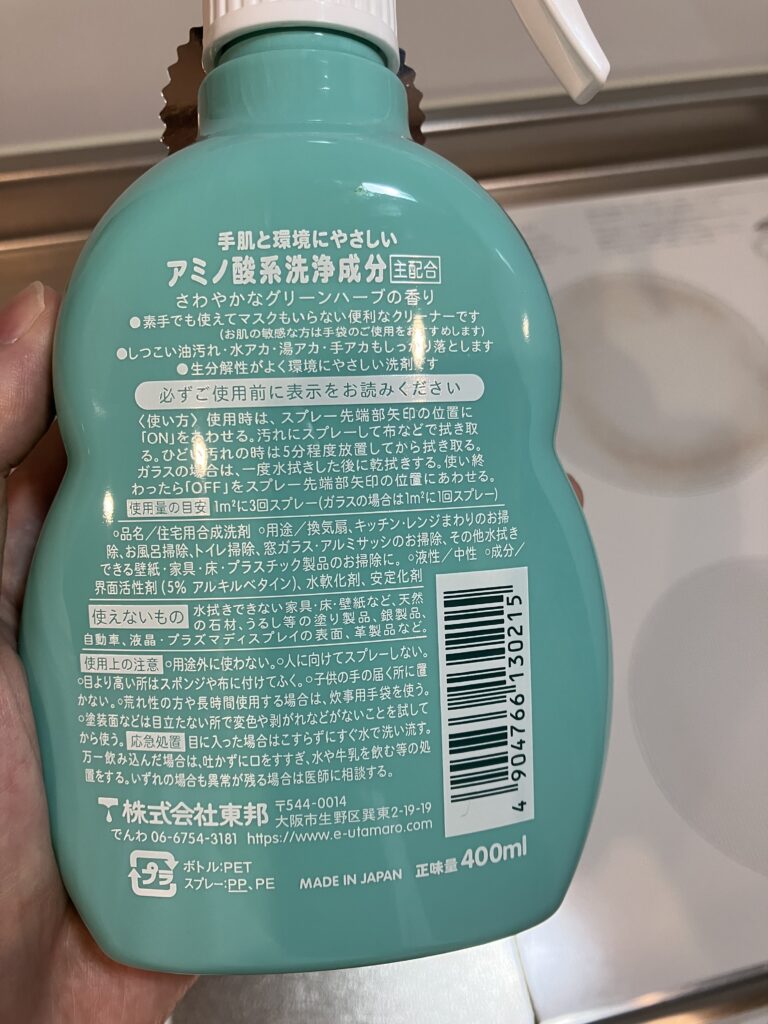 手肌と環境にやさしい
アミノ酸系洗浄成分 主配合
さわやかなグリーンハーブの香り
●素手でも使えてマスクもいらない便利なクリーナーです
(お肌の敏感な方は手袋のご使用をおすすめします)
●しつこい油汚れ・水アカ・湯アカ・手アカもしっかり落とします
●生分解性がよく環境にやさしい洗剤です
必ずご使用前に表示をお読みください
〈使い方〉使用時は、スプレー先端部矢印の位置に
「ON」をあわせる。汚れにスプレーして布などで拭き取
る。ひどい汚れの時は5分程度放置してから拭き取る。
ガラスの場合は、一度水拭きした後に乾拭きする。使い終
わったら「OFF」をスプレー先端部矢印の位置にあわせる。
使用量の目安 1m²に3回スプレー(ガラスの場合は1m²に1回スプレー)
○品名/住宅用合成洗剤 ○用途/換気扇、キッチン・レンジまわりのお掃
除、お風呂掃除、トイレ掃除、窓ガラス・アルミサッシのお掃除、その他水拭き
できる壁紙・家具・床・プラスチック製品のお掃除に。 ○液性/中性 ○成分/
界面活性剤(5% アルキルベタイン)、水軟化剤、安定化剤
使えないもの 水拭きできない家具・床・壁紙など、天然
の石材、うるし等の塗り製品、銀製品、
自動車、液晶・プラズマディスプレイの表面、革製品など。
使用上の注意 ○用途外に使わない。○人に向けてスプレーしない。
○目より高い所はスポンジや布に付けてふく。○子供の手の届く所に置
かない。○荒れ性の方や長時間使用する場合は、炊事用手袋を使う。
○塗装面などは目立たない所で変色や剥がれなどがないことを試して
から使う。 応急処置 目に入った場合はこすらずにすぐ水で洗い流す。
万一飲み込んだ場合は、吐かずに口をすすぎ、水や牛乳を飲む等の処
置をする。いずれの場合も異常が残る場合は医師に相談する。
株式会社東邦 〒544-0014
大阪市生野区巽東2-19-19
でんわ 06-6754-3181 https://www.e-utamaro.com/
プラ ボトル:PET
スプレー:PP、PE
MADE IN JAPAN 正味量 400ml
4 904766 130215